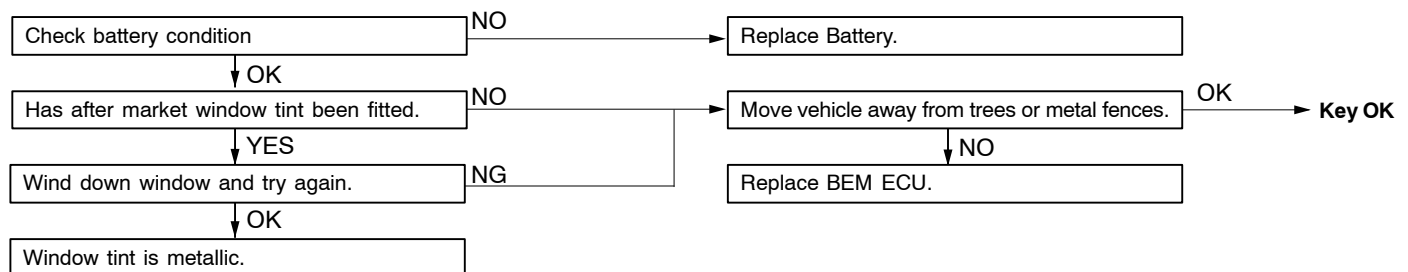 Check battery condition
NO
Replace Battery.
OK
Has after market window tint been fitted.
NO
Move vehicle away from trees or metal fences.
OK
Key OK
YES
NO
Wind down window and try again.
NG
Replace BEM ECU.
OK
Window tint is metallic.